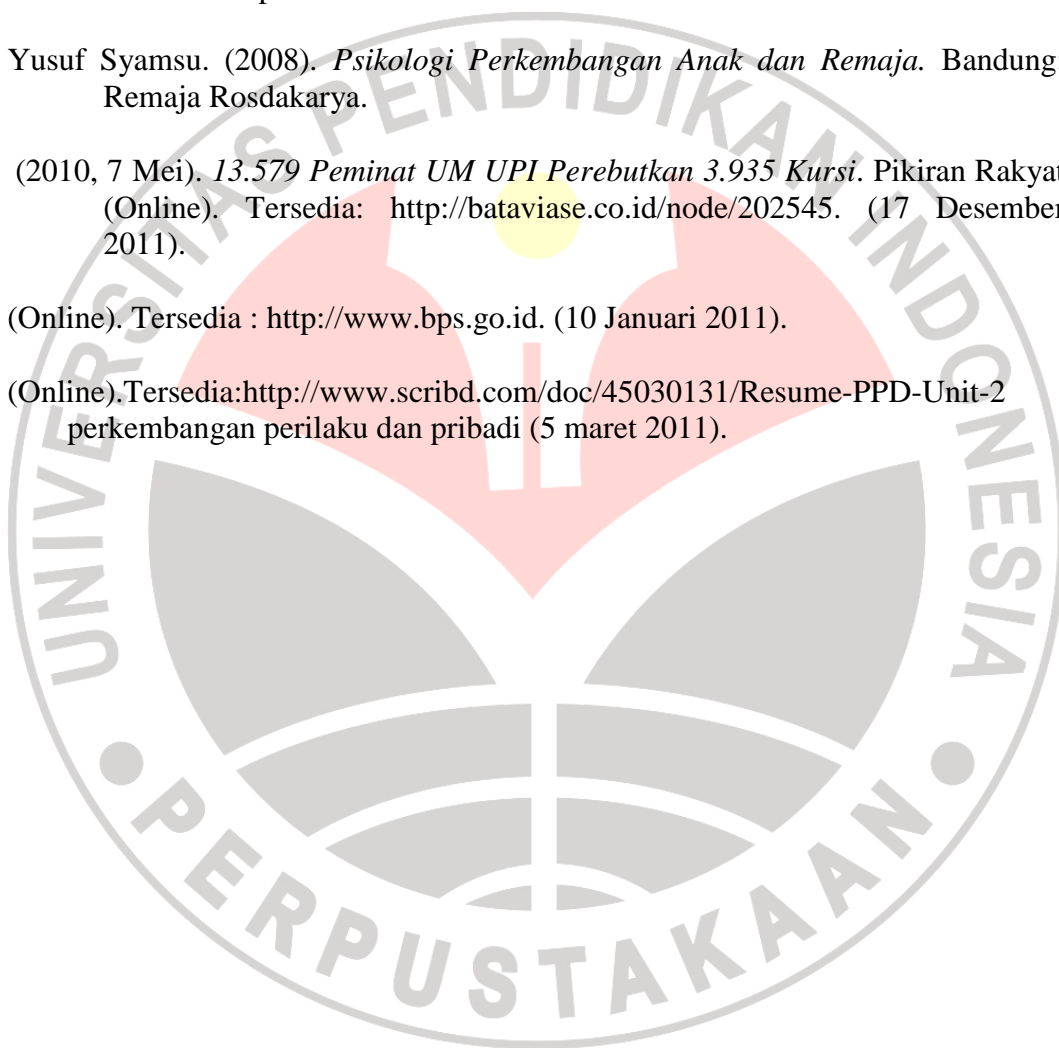 Yusuf Syamsu. (2008). Psikologi Perkembangan Anak dan Remaja. Bandung:
Remaja Rosdakarya.
(2010, 7 Mei). 13.579 Peminat UM UPI Perebutkan 3.935 Kursi. Pikiran Rakyat
(Online). Tersedia: http://bataviase.co.id/node/202545. (17 Desember
2011).
(Online). Tersedia : http://www.bps.go.id. (10 Januari 2011).
(Online).Tersedia:http://www.scribd.com/doc/45030131/Resume-PPD-Unit-2
perkembangan perilaku dan pribadi (5 maret 2011).
UNIVERSITAS PENDIDIKAN INDONESIA
PERPUSTAKAAN